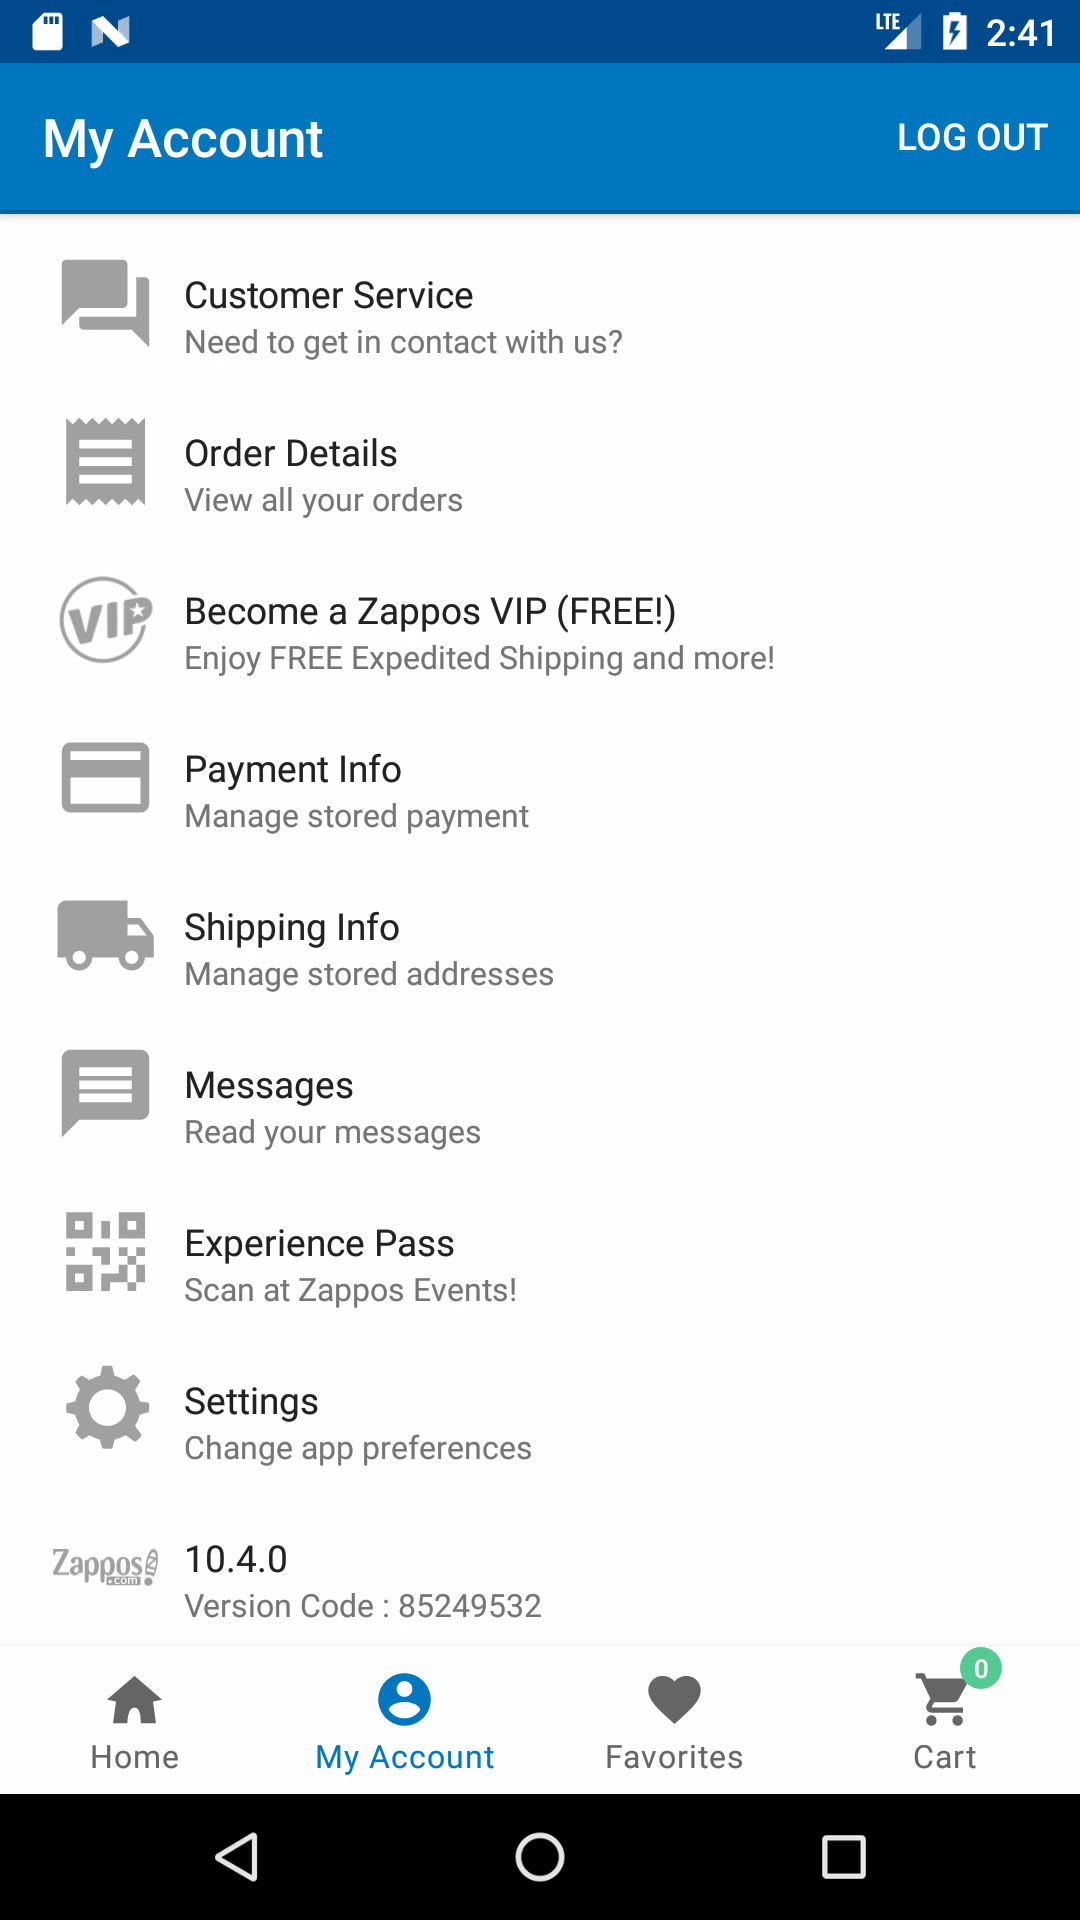 LTE 2:41
My Account LOG OUT
Customer Service
Need to get in contact with us?
Order Details
View all your orders
VIP
Become a Zappos VIP (FREE!)
Enjoy FREE Expedited Shipping and more!
Payment Info
Manage stored payment
Shipping Info
Manage stored addresses
Messages
Read your messages
Experience Pass
Scan at Zappos Events!
Settings
Change app preferences
Zappos
.com
10.4.0
Version Code : 85249532
0
Home My Account Favorites Cart